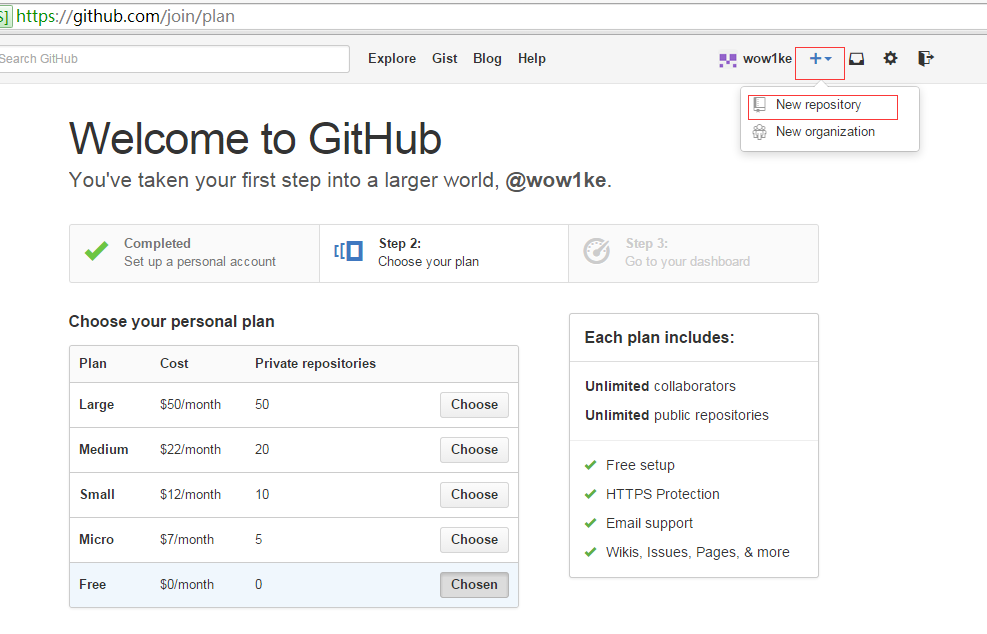 https://github.com/join/plan
Search GitHub
Explore Gist Blog Help
wow1ke
New repository
New organization
Welcome to GitHub
You've taken your first step into a larger world, @wow1ke.
Completed
Set up a personal account
Step 2:
Choose your plan
Step 3:
Go to your dashboard
Choose your personal plan
Plan Cost Private repositories
Large $50/month 50 Choose
Medium $22/month 20 Choose
Small $12/month 10 Choose
Micro $7/month 5 Choose
Free $0/month 0 Chosen
Each plan includes:
Unlimited collaborators
Unlimited public repositories
Free setup
HTTPS Protection
Email support
Wikis, Issues, Pages, & more